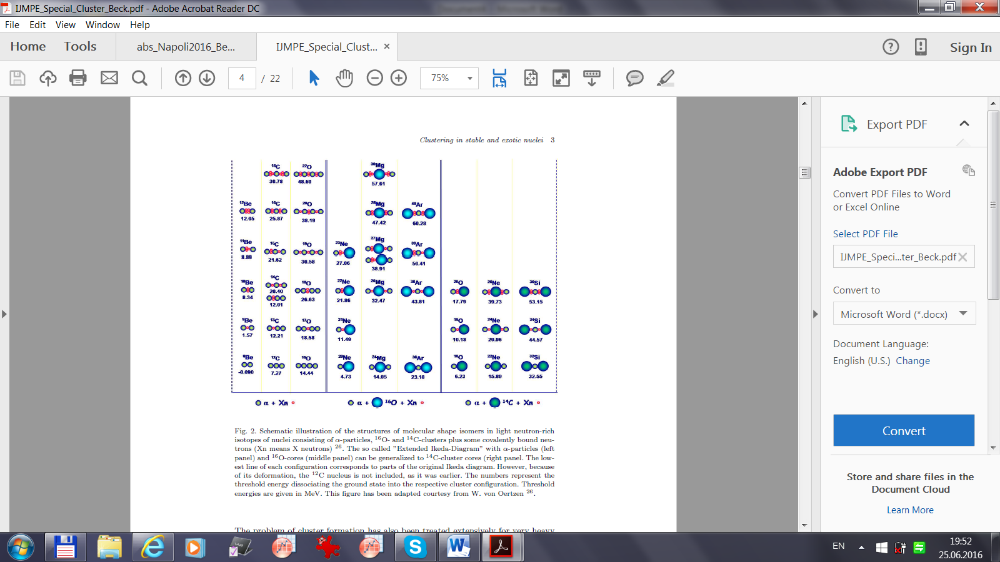 IJMPE_Special_Cluster_Beck.pdf - Adobe Acrobat Reader DC
File Edit View Window Help
Home Tools abs_Napoli2016_Be... IJMPE_Special_Clust... × Sign In
4 / 22 75%
Export PDF
Adobe Export PDF
Convert PDF Files to Word
or Excel Online
Select PDF File
IJMPE_Speci...ter_Beck.pdf
Convert to
Microsoft Word (*.docx)
Document Language:
English (U.S.) Change
Convert
Store and share files in the
Document Cloud
Learn More
Clustering in stable and exotic nuclei 3
18C 22O 30Mg
30.78 48.69 57.61
12Be 16C 20O 28Mg 40Ar
12.05 25.87 38.19 47.42 60.28
11Be 15C 19O 23Ne 27Mg 39Ar
8.89 21.62 30.58 27.06 38.91 50.41
10Be 14C 18O 22Ne 26Mg 38Ar 20O 26Ne 36Si
8.34 20.40 26.63 21.86 32.47 43.81 17.79 39.73 53.15
12.01
9Be 13C 17O 21Ne 19O 24Ne 34Si
1.57 12.21 18.58 11.49 10.18 29.96 44.57
8Be 12C 16O 20Ne 24Mg 36Ar 18O 22Ne 32Si
-0.090 7.27 14.44 4.73 14.05 23.18 6.23 15.89 32.55
α + Xn α + 16O + Xn α + 14C + Xn
Fig. 2. Schematic illustration of the structures of molecular shape isomers in light neutron-rich
isotopes of nuclei consisting of α-particles, 16O- and 14C-clusters plus some covalently bound neu-
trons (Xn means X neutrons) 26. The so called "Extended Ikeda-Diagram" with α-particles (left
panel) and 16O-cores (middle panel) can be generalized to 14C-cluster cores (right panel. The low-
est line of each configuration corresponds to parts of the original Ikeda diagram. However, because
of its deformation, the 12C nucleus is not included, as it was earlier. The numbers represent the
threshold energy dissociating the ground state into the respective cluster configuration. Threshold
energies are given in MeV. This figure has been adapted courtesy from W. von Oertzen 26.
The problem of cluster formation has also been treated extensively for very heavy
EN 19:52
25.06.2016